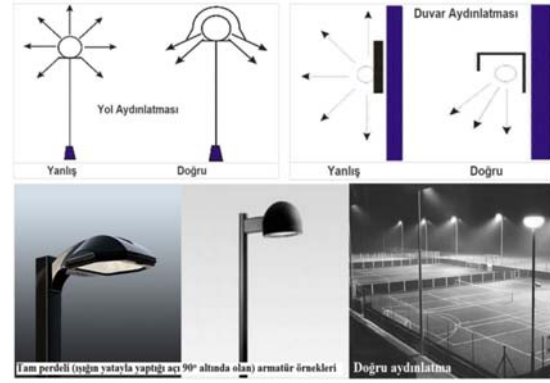 Yol Aydınlatması
Yanlış
Doğru
Duvar Aydınlatması
Yanlış
Doğru
Tam perdeli (ışığın yatayla yaptığı açı 90° altında olan) armatür örnekleri
Doğru aydınlatma